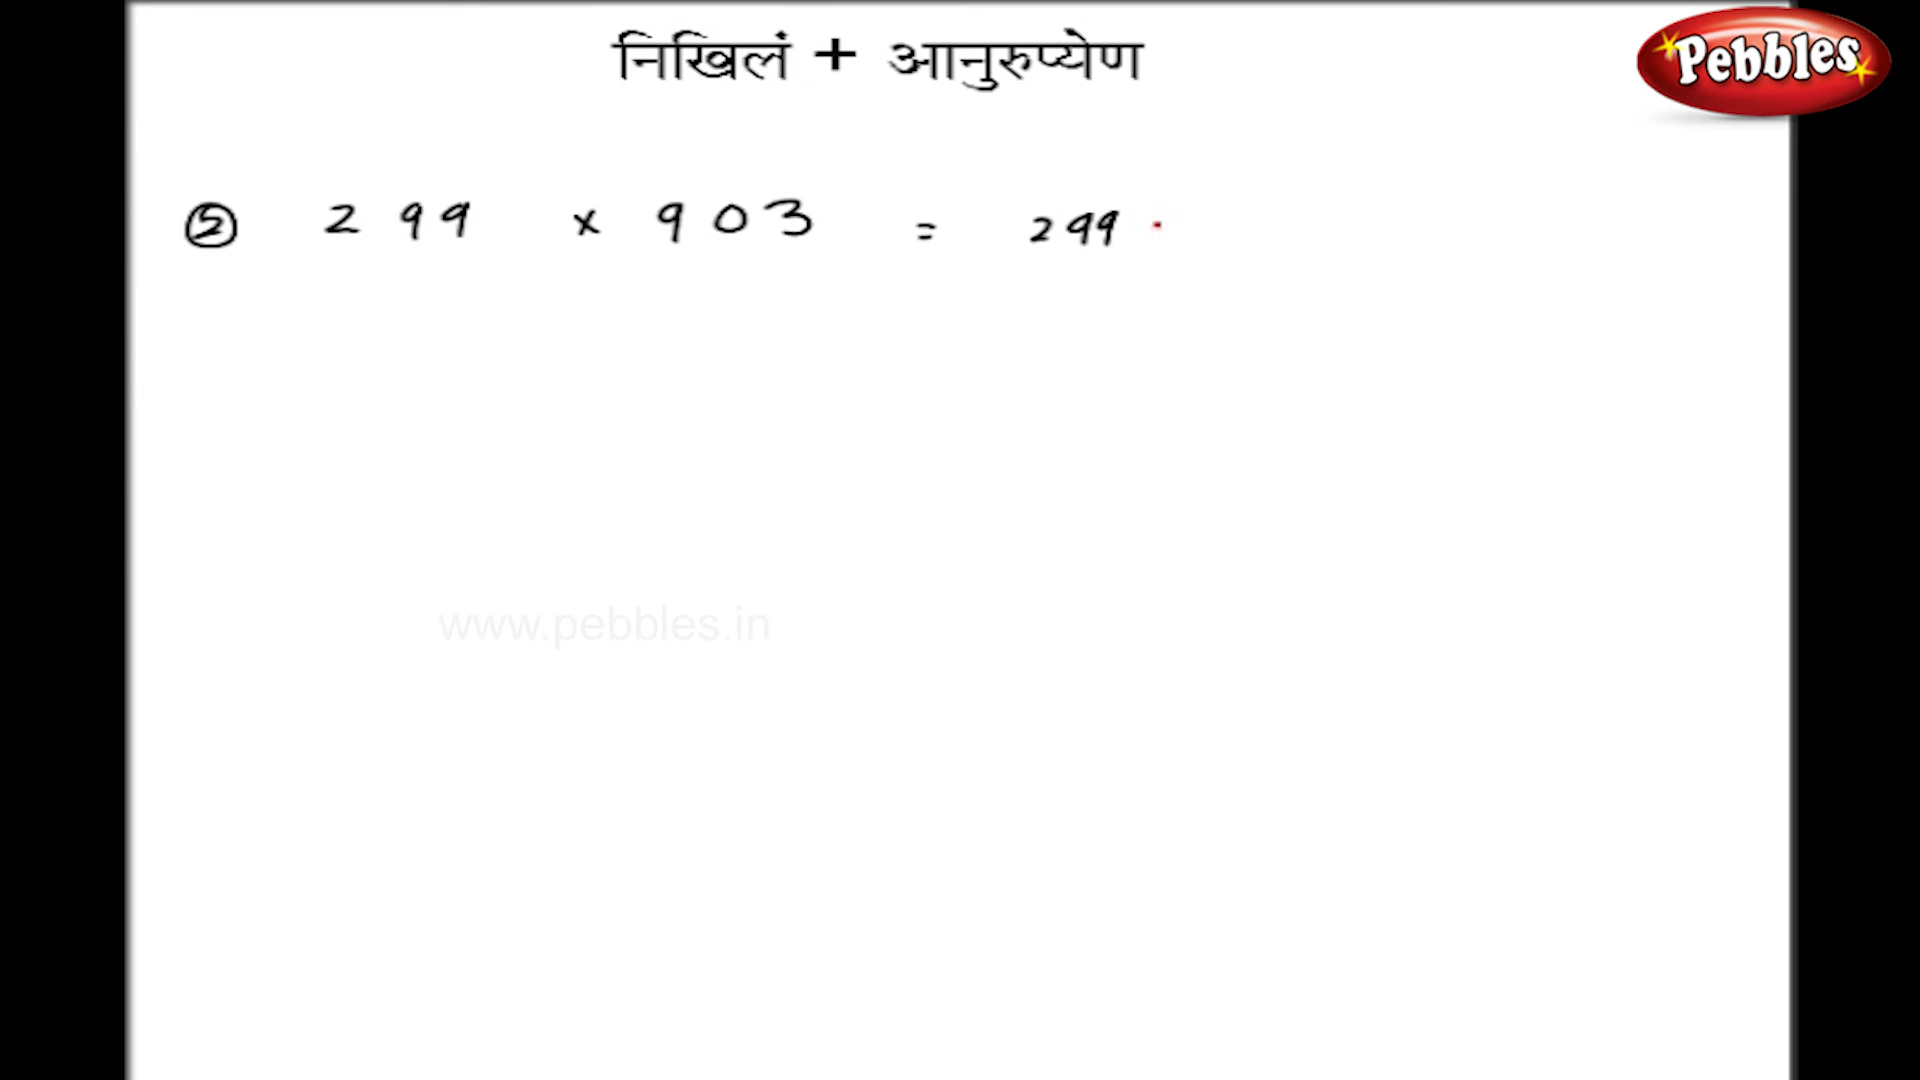 निखिलं + आनुरुप्येण
Pebbles
② 299 × 903 = 299
www.pebbles.in